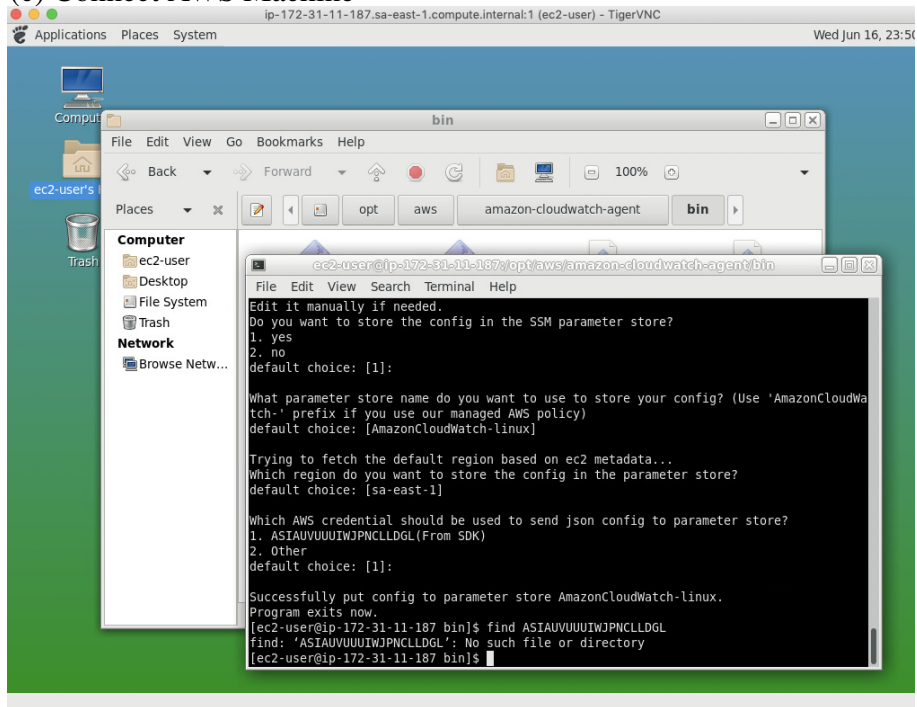 (c) Connect AWS Machine
ip-172-31-11-187.sa-east-1.compute.internal:1 (ec2-user) - TigerVNC
Applications Places System
Wed Jun 16, 23:50
Comput
ec2-user's
Trash
bin
File Edit View Go Bookmarks Help
Back Forward 100%
Places opt aws amazon-cloudwatch-agent bin
Computer
ec2-user
Desktop
File System
Trash
Network
Browse Netw...
ec2-user@ip-172-31-11-187:/opt/aws/amazon-cloudwatch-agent/bin
File Edit View Search Terminal Help
Edit it manually if needed.
Do you want to store the config in the SSM parameter store?
1. yes
2. no
default choice: [1]:
What parameter store name do you want to use to store your config? (Use 'AmazonCloudWa
tch-' prefix if you use our managed AWS policy)
default choice: [AmazonCloudWatch-linux]
Trying to fetch the default region based on ec2 metadata...
Which region do you want to store the config in the parameter store?
default choice: [sa-east-1]
Which AWS credential should be used to send json config to parameter store?
1. ASIAUVUUUIWJPNCLLDGL(From SDK)
2. Other
default choice: [1]:
Successfully put config to parameter store AmazonCloudWatch-linux.
Program exits now.
[ec2-user@ip-172-31-11-187 bin]$ find ASIAUVUUUIWJPNCLLDGL
find: ‘ASIAUVUUUIWJPNCLLDGL’: No such file or directory
[ec2-user@ip-172-31-11-187 bin]$